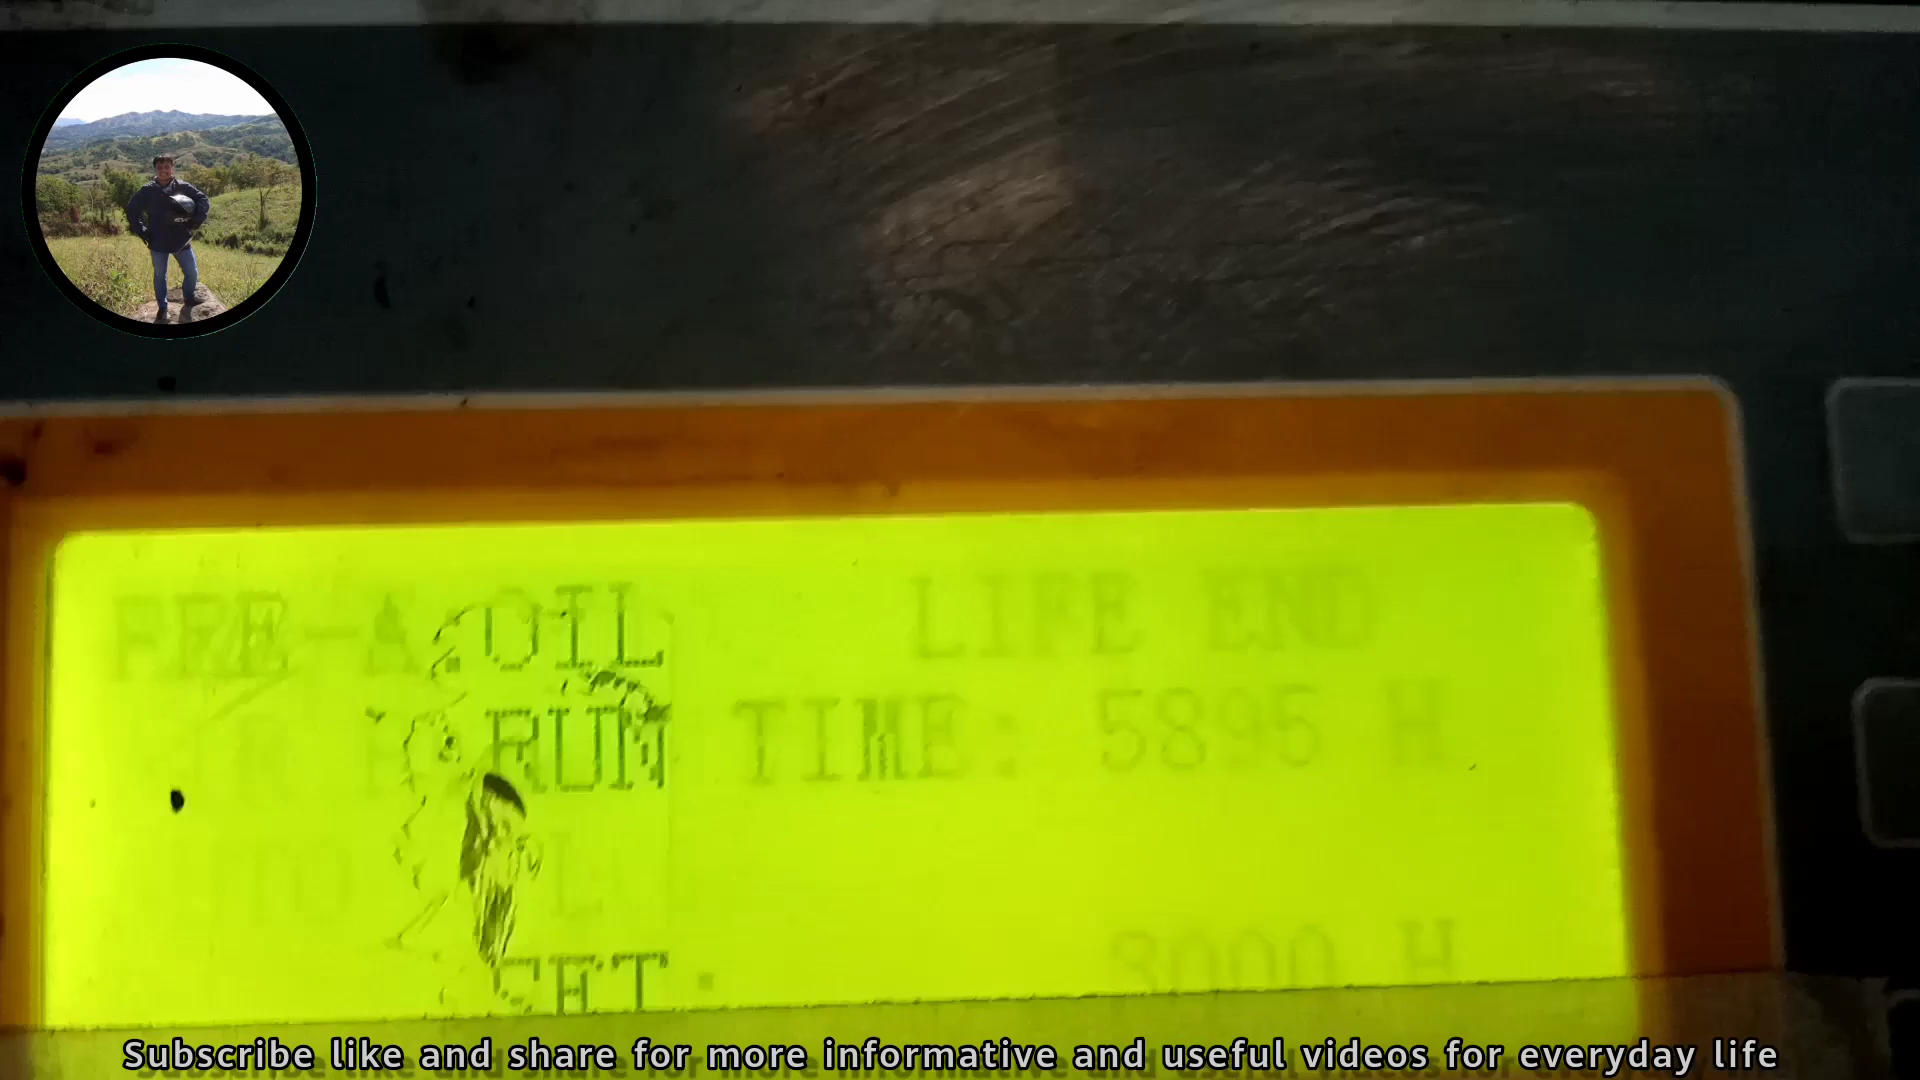 OIL LIFE END
RUN TIME: 5895 H
SET: 3000 H
Subscribe like and share for more informative and useful videos for everyday life